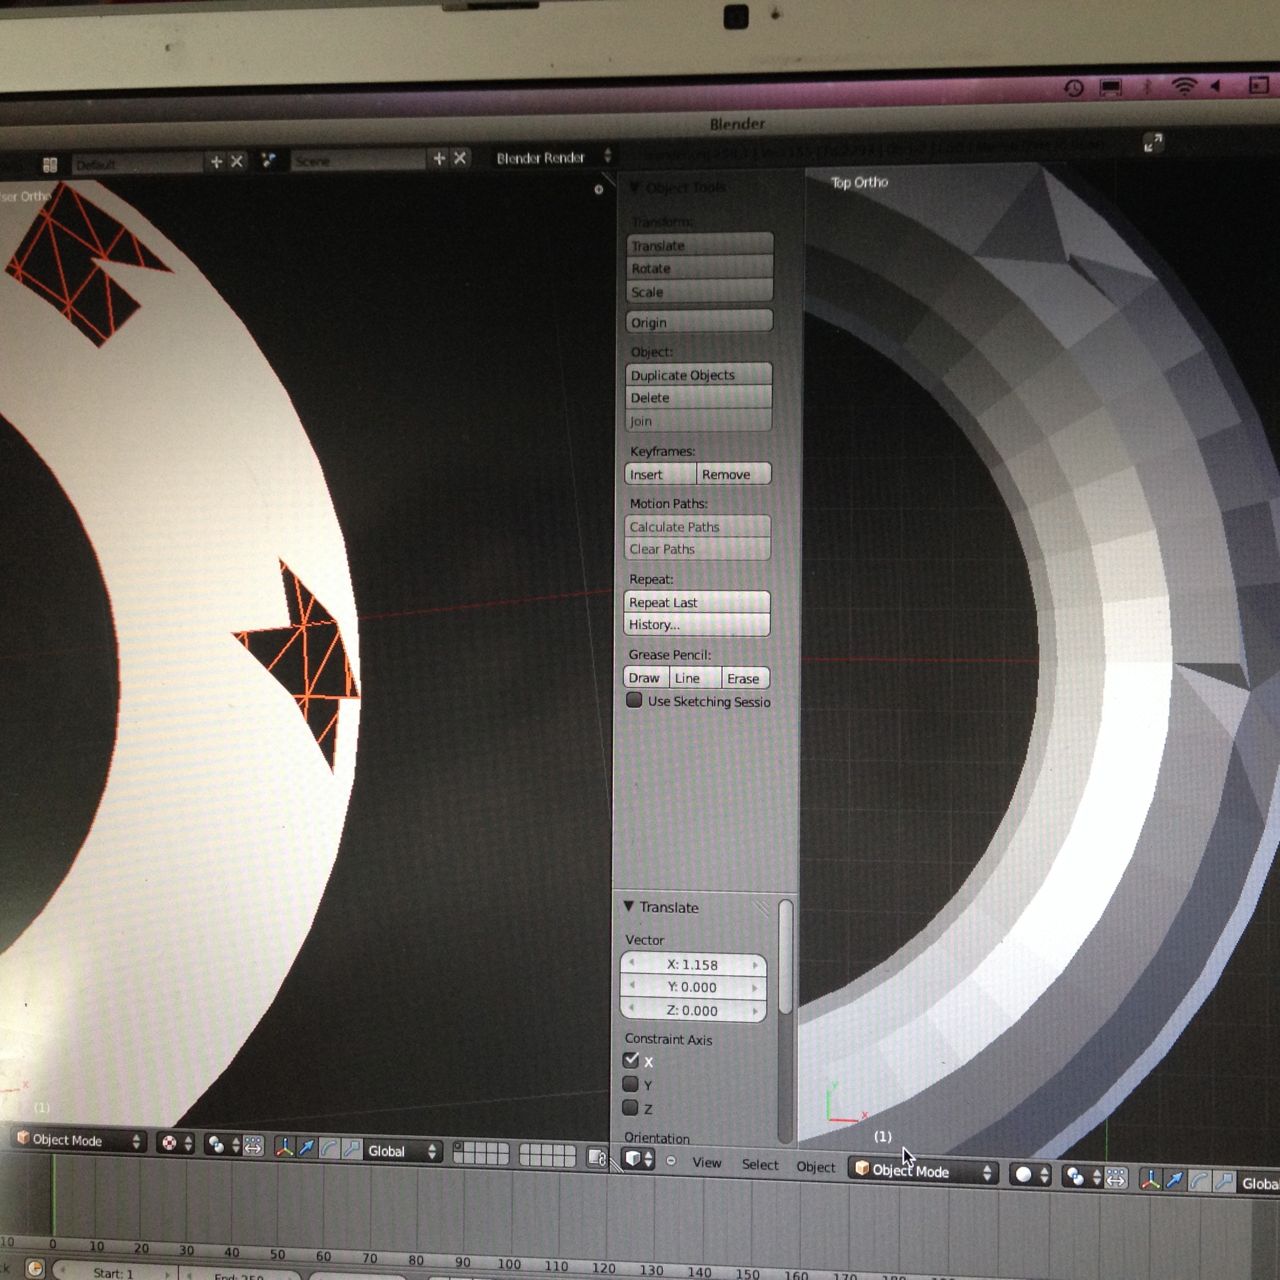 Blender
Default
Scene
Blender Render
ser Ortho
Object Tools
Top Ortho
Transform:
Translate
Rotate
Scale
Origin
Object:
Duplicate Objects
Delete
Join
Keyframes:
Insert Remove
Motion Paths:
Calculate Paths
Clear Paths
Repeat:
Repeat Last
History...
Grease Pencil:
Draw Line Erase
Use Sketching Sessio
Translate
Vector
X: 1.158
Y: 0.000
Z: 0.000
Constraint Axis
X
Y
Z
Orientation
x
(1)
y
x
(1)
Object Mode
Global
View Select Object
Object Mode
Global
10 0 10 20 30 40 50 60 70 80 90 100 110 120 130 140 150 160 170
Start: 1
End: 250